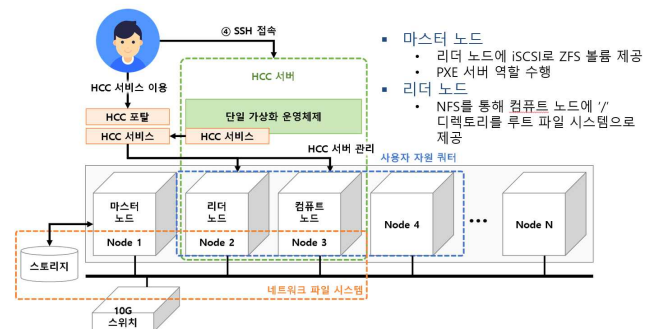 ④ SSH 접속
HCC 서비스 이용
HCC 포탈
HCC 서비스
HCC 서버
단일 가상화 운영체제
HCC 서비스
HCC 서버 관리
사용자 자원 쿼터
마스터
노드
Node 1
리더
노드
Node 2
컴퓨트
노드
Node 3
Node 4
...
Node N
스토리지
네트워크 파일 시스템
10G
스위치
▪ 마스터 노드
• 리더 노드에 iSCSI로 ZFS 볼륨 제공
• PXE 서버 역할 수행
▪ 리더 노드
• NFS를 통해 컴퓨트 노드에 ‘/’
디렉토리를 루트 파일 시스템으로
제공